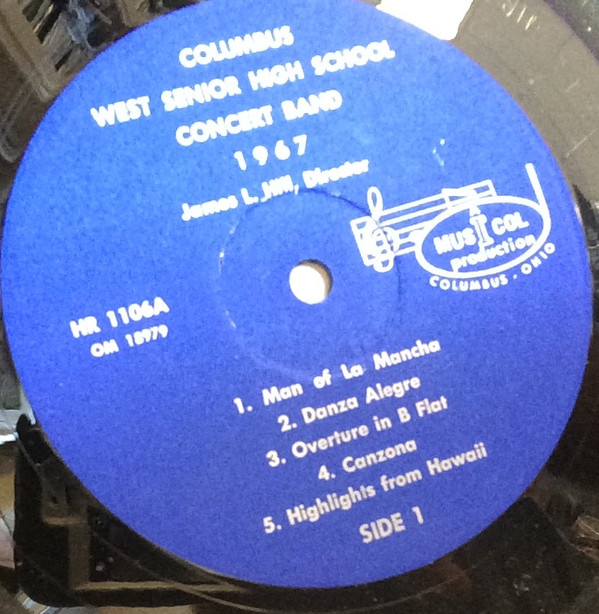 COLUMBUS
WEST SENIOR HIGH SCHOOL
CONCERT BAND
1967
James L. Hill, Director
MUSICOL
production
COLUMBUS - OHIO
HR 1106A
OM 18979
1. Man of La Mancha
2. Danza Alegre
3. Overture in B Flat
4. Canzona
5. Highlights from Hawaii
SIDE 1